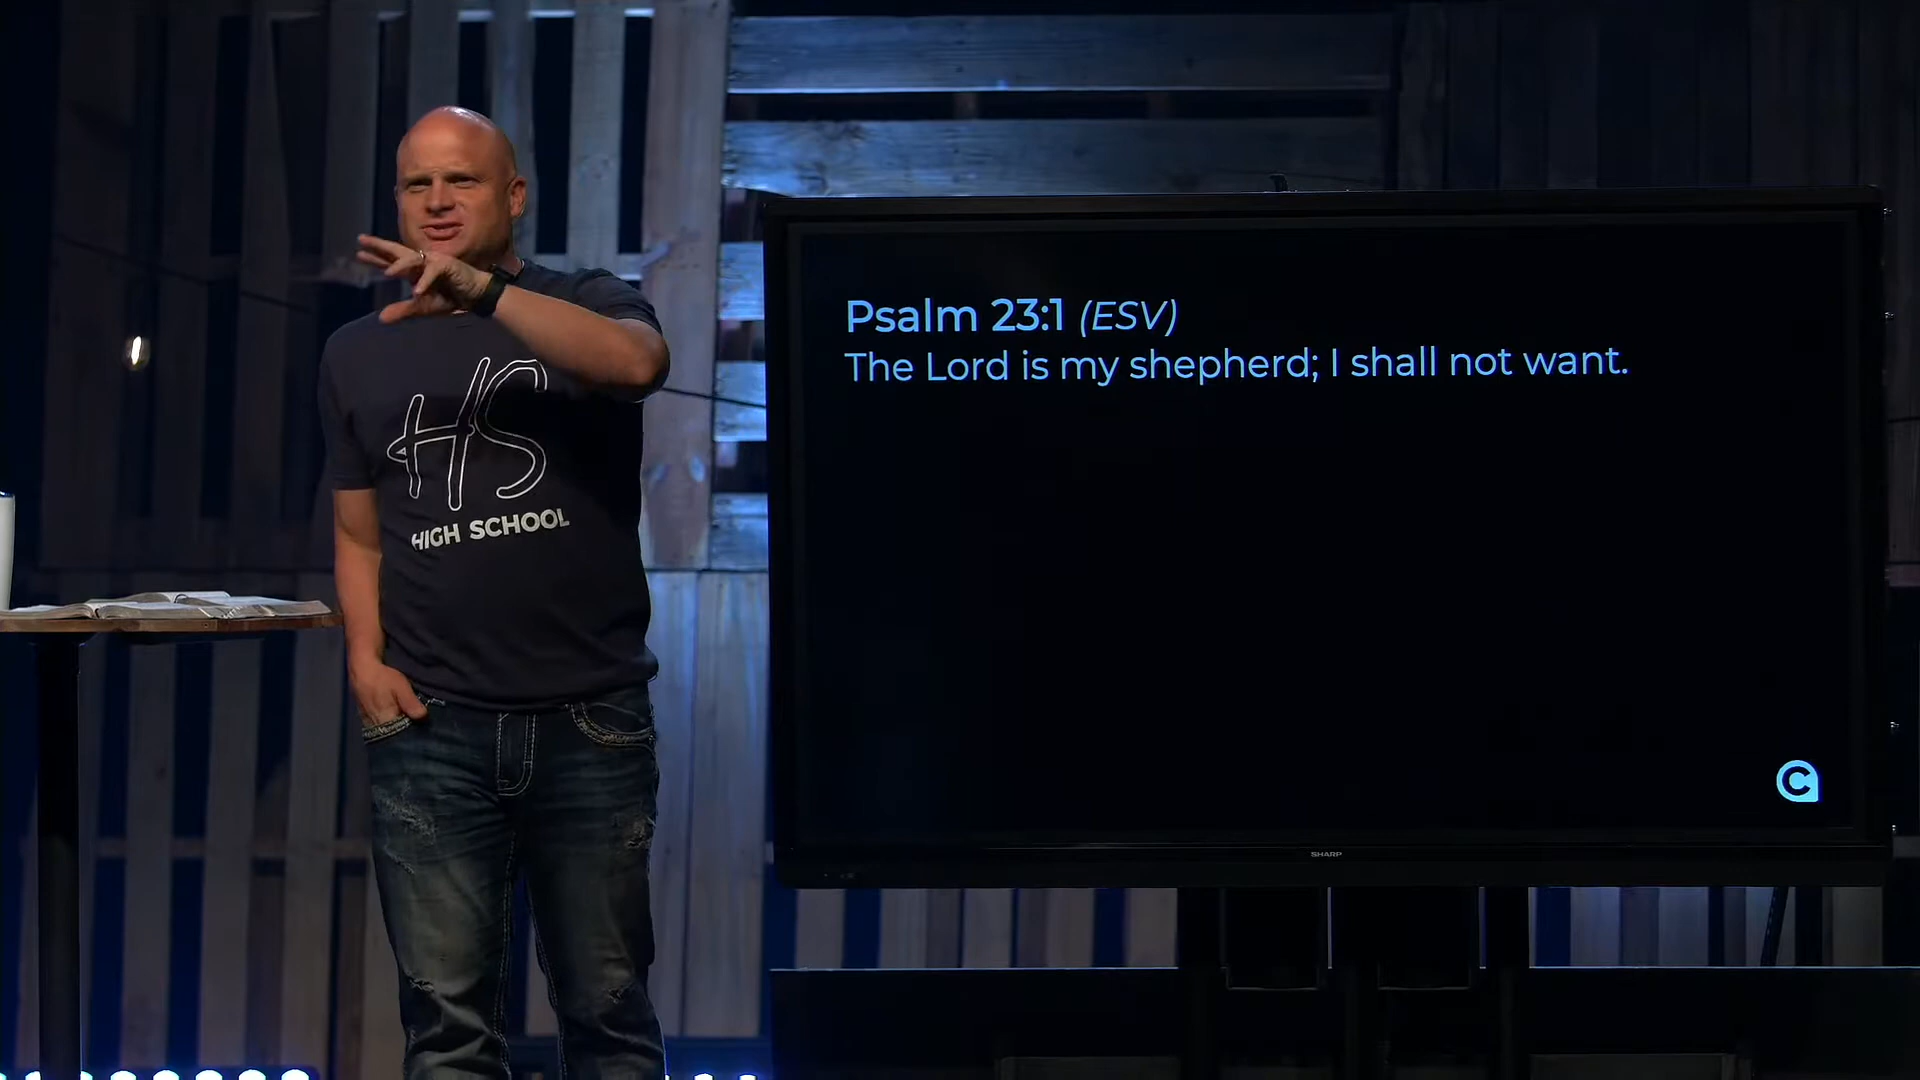 Psalm 23:1 (ESV)
The Lord is my shepherd; I shall not want.
HS
HIGH SCHOOL
C
SHARP